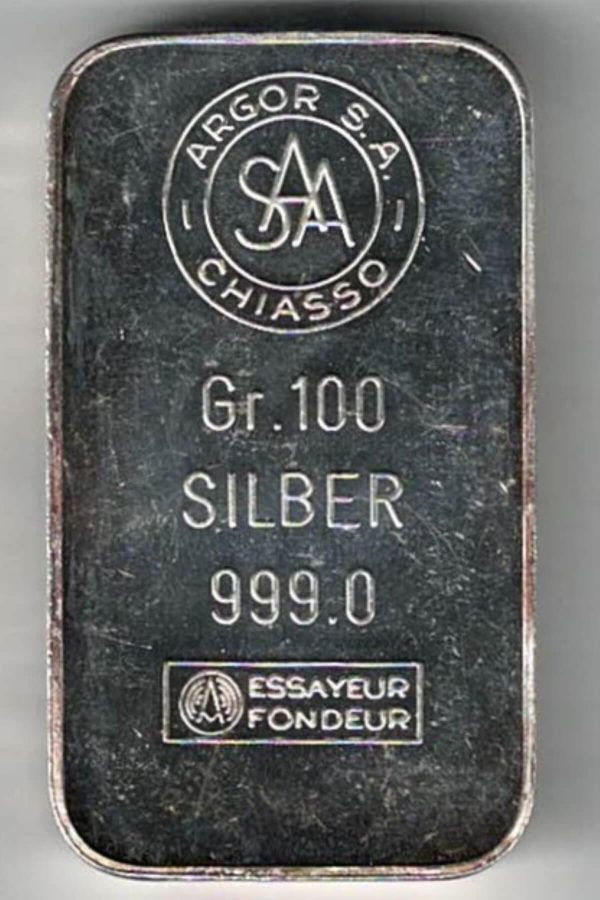 ARGOR S.A.
SAA
CHIASSO
Gr.100
SILBER
999.0
ESSAYEUR
FONDEUR